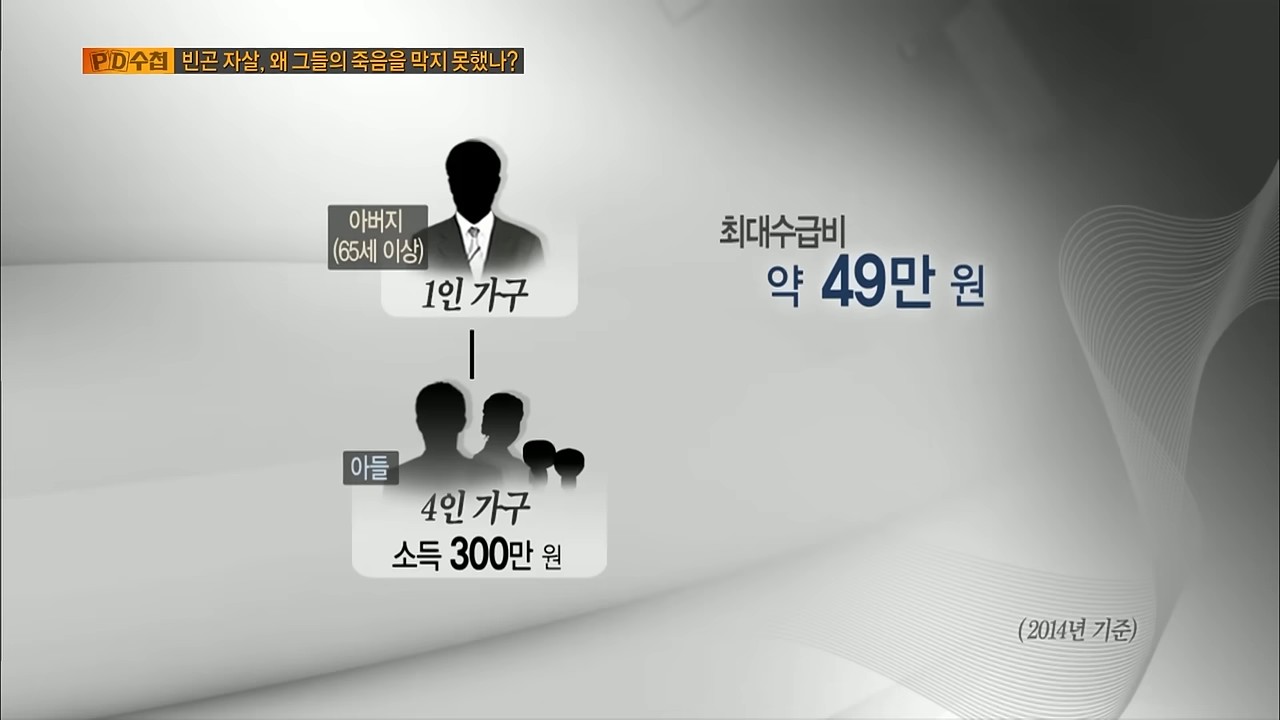 PD수첩 빈곤 자살, 왜 그들의 죽음을 막지 못했나?
아버지
(65세 이상)
1인 가구
최대수급비
약 49만 원
아들
4인 가구
소득 300만 원
(2014년 기준)